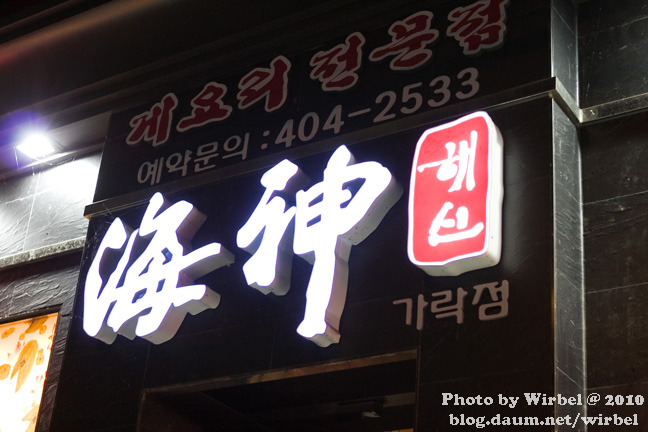 게요리 전문점
예약문의 : 404-2533
海神
해신
가락점
Photo by Wirbel @ 2010
blog.daum.net/wirbel